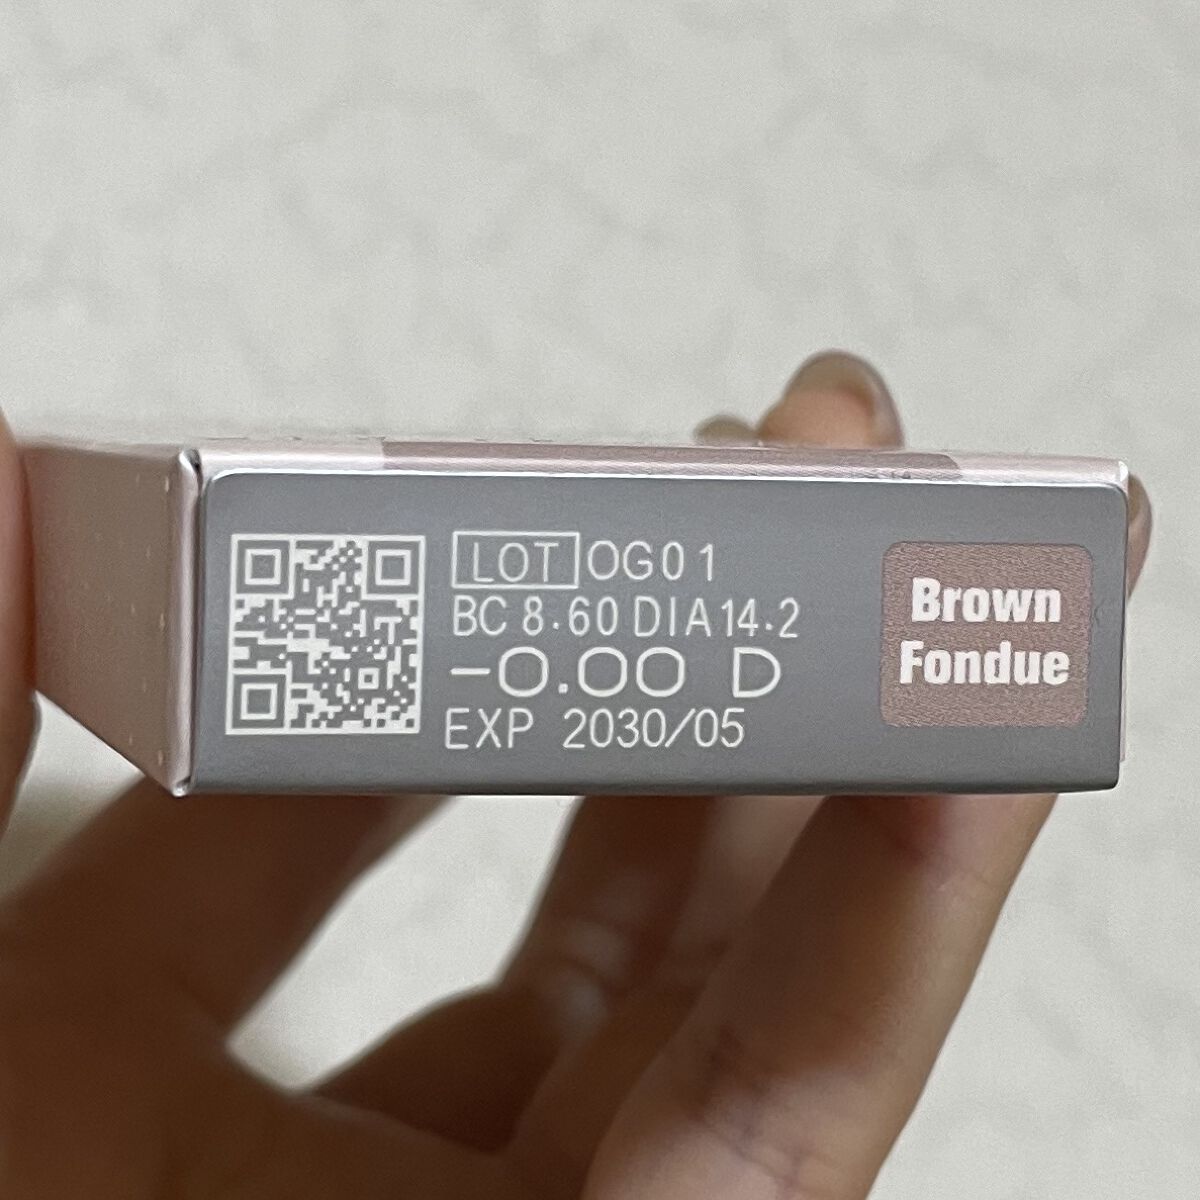 LOT OG01
BC 8.60 DIA 14.2
-0.00 D
EXP 2030/05
Brown
Fondue